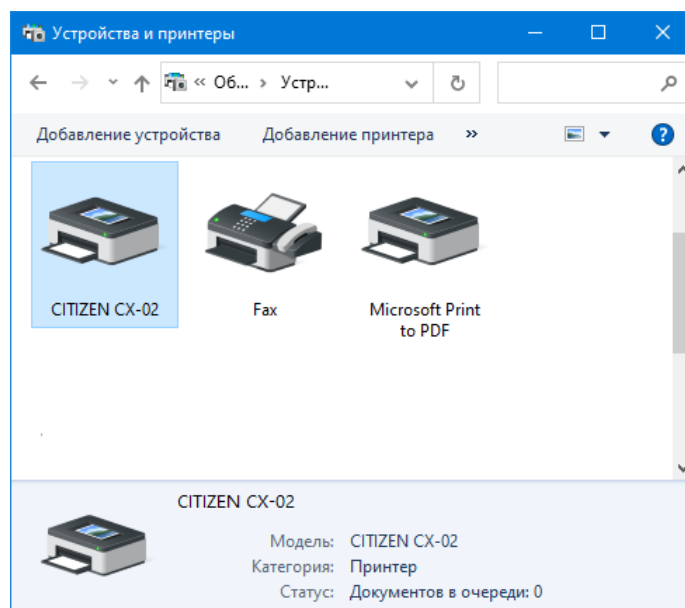 Устройства и принтеры
« Об... › Устр...
Добавление устройства Добавление принтера »
CITIZEN CX-02
Fax
Microsoft Print
to PDF
CITIZEN CX-02
Модель: CITIZEN CX-02
Категория: Принтер
Статус: Документов в очереди: 0